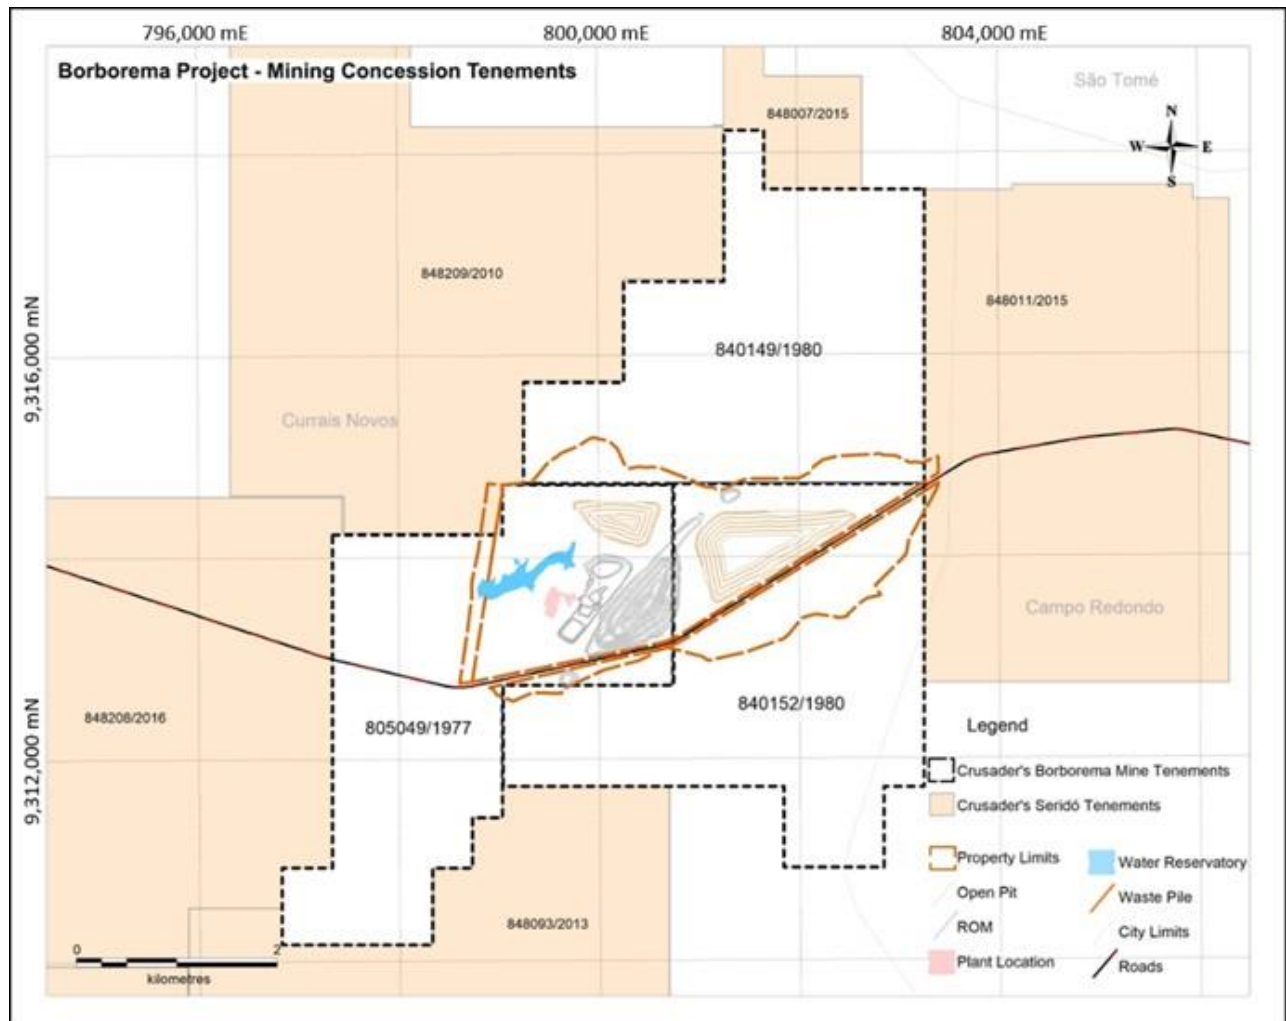 796,000 mE
800,000 mE
804,000 mE
Borborema Project - Mining Concession Tenements
São Tomé
848007/2015
N
W
E
S
848209/2010
848011/2015
840149/1980
9,316,000 mN
Currais Novos
Campo Redondo
848208/2016
805049/1977
840152/1980
9,312,000 mN
848093/2013
0
2
kilometres
Legend
Crusader's Borborema Mine Tenements
Crusader's Seridó Tenements
Property Limits
Open Pit
ROM
Plant Location
Water Reservatory
Waste Pile
City Limits
Roads